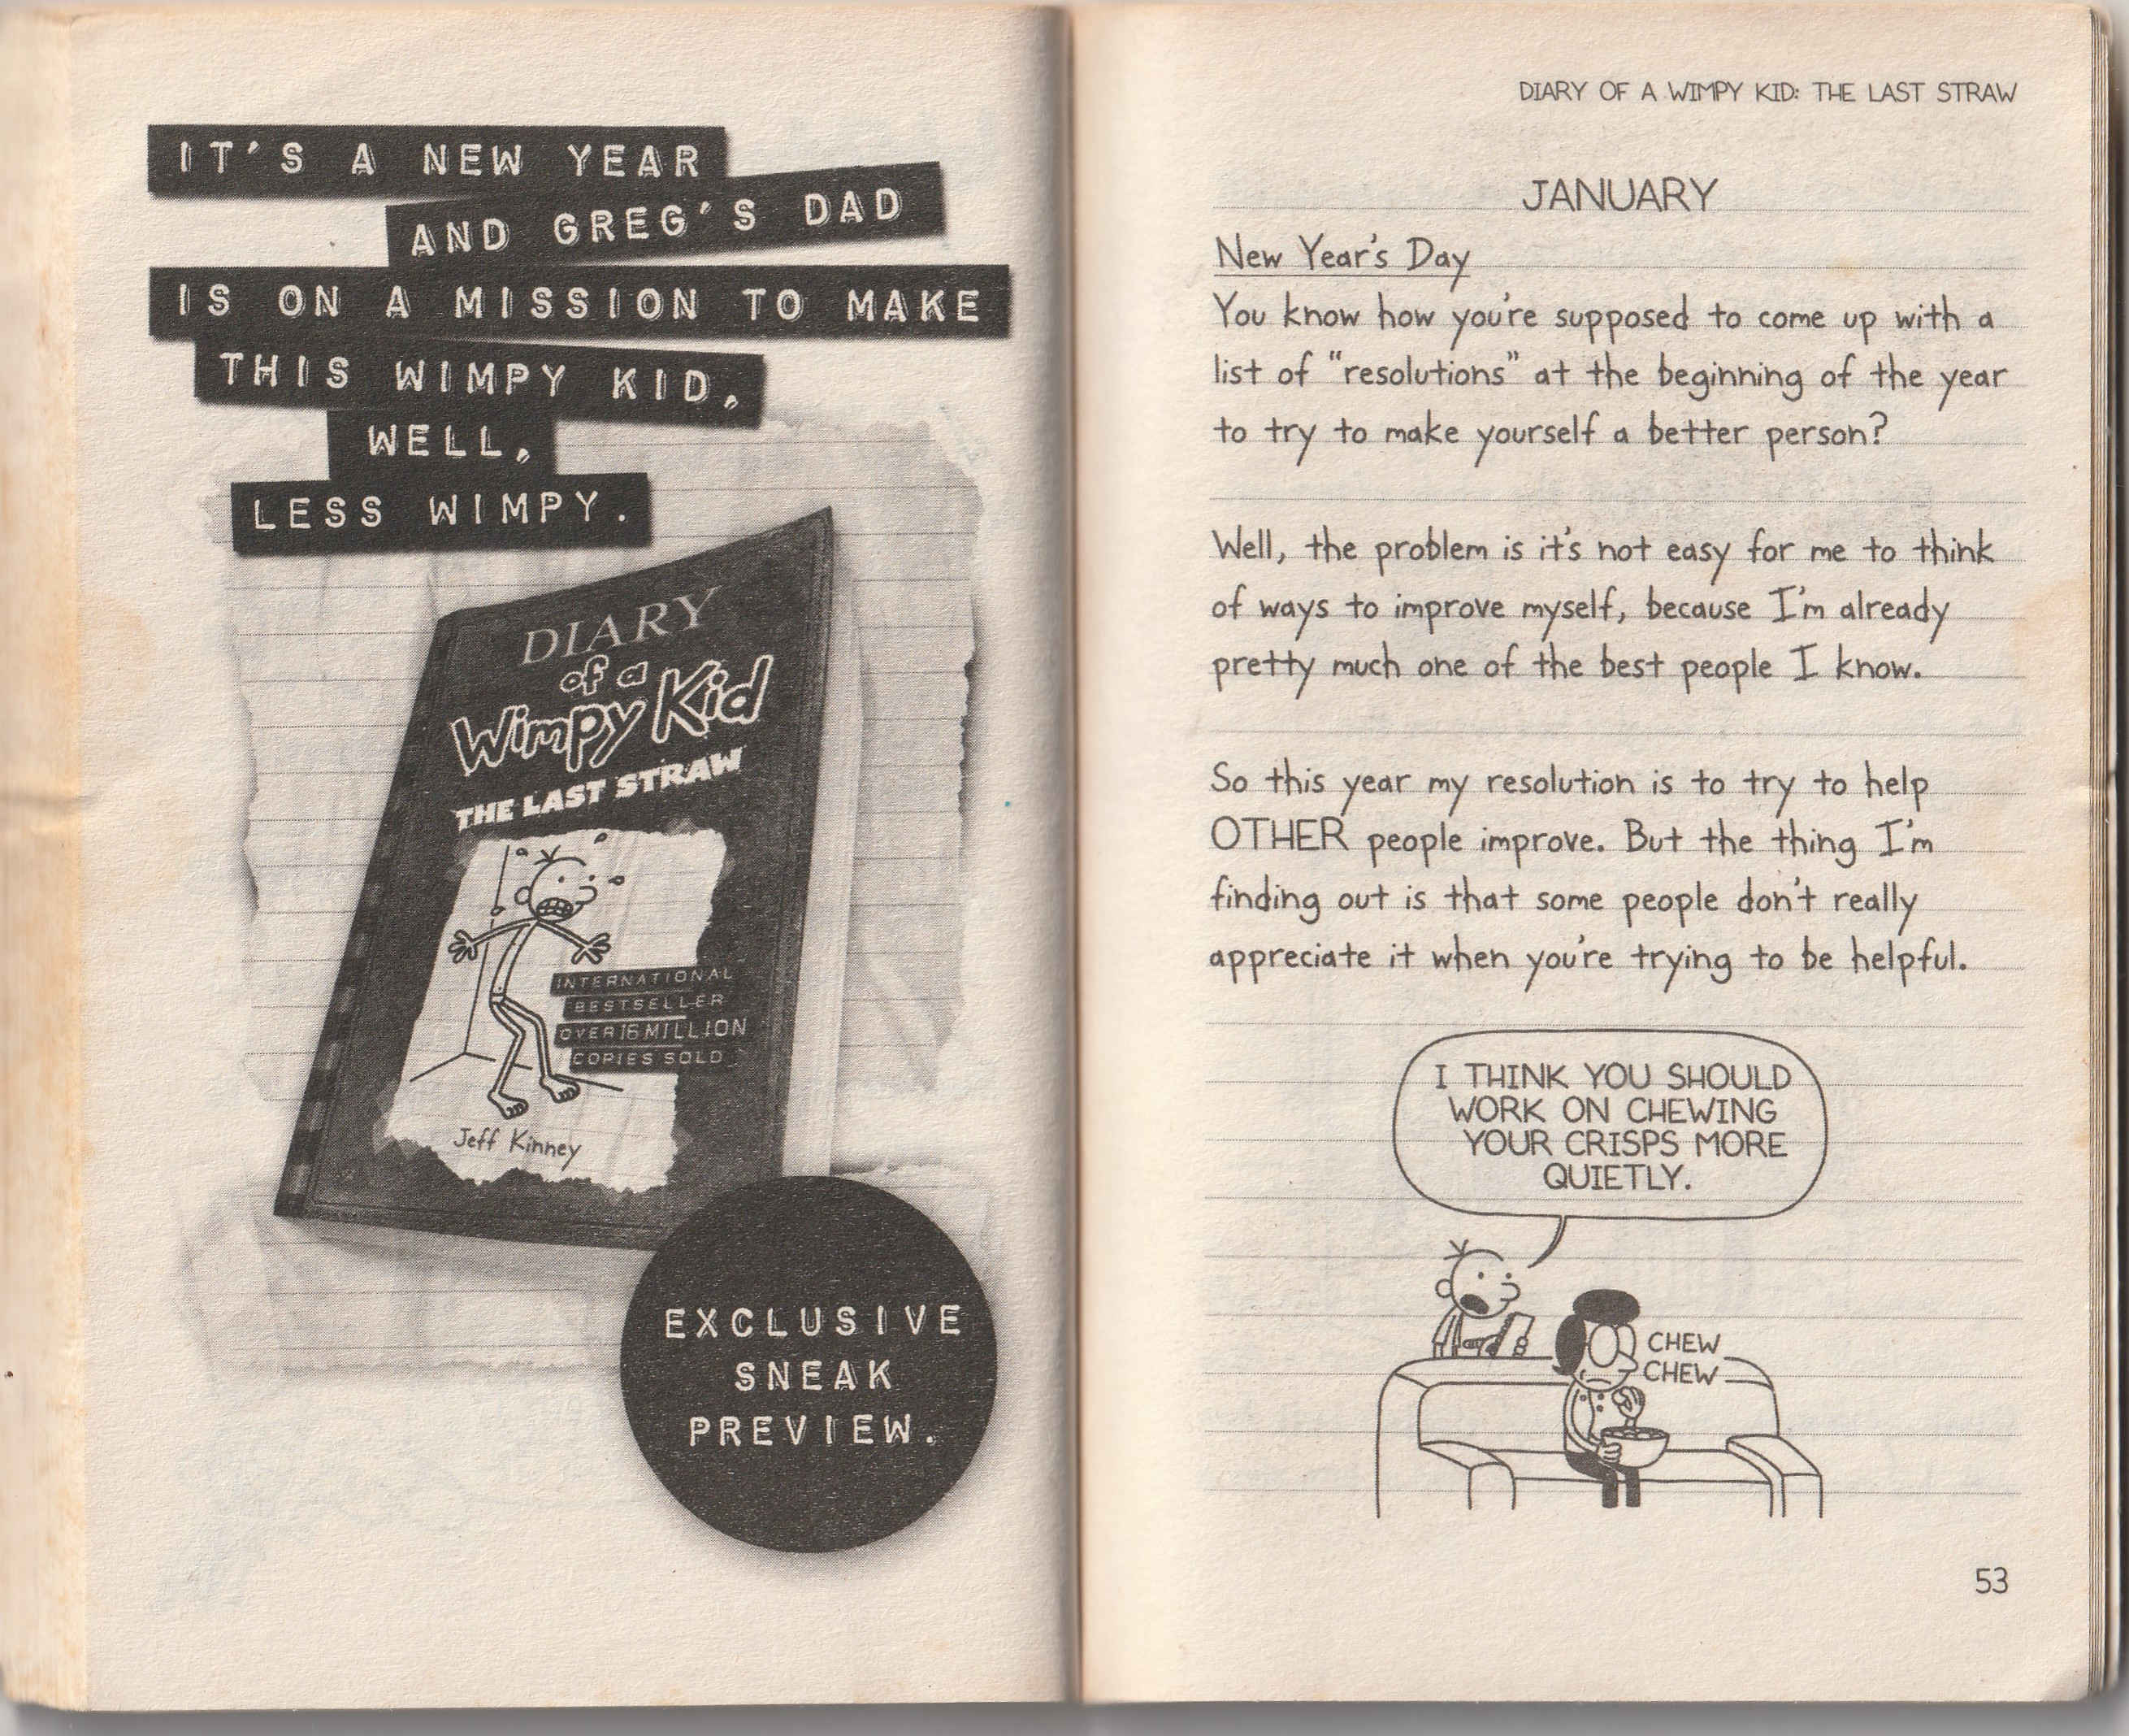 IT'S A NEW YEAR
AND GREG'S DAD
IS ON A MISSION TO MAKE
THIS WIMPY KID,
WELL,
LESS WIMPY.
DIARY
of a
Wimpy Kid
THE LAST STRAW
INTERNATIONAL
BESTSELLER
OVER 16 MILLION
COPIES SOLD
Jeff Kinney
EXCLUSIVE
SNEAK
PREVIEW.
DIARY OF A WIMPY KID: THE LAST STRAW
JANUARY
New Year's Day
You know how you're supposed to come up with a
list of "resolutions" at the beginning of the year
to try to make yourself a better person?
Well, the problem is it's not easy for me to think
of ways to improve myself, because I'm already
pretty much one of the best people I know.
So this year my resolution is to try to help
OTHER people improve. But the thing I'm
finding out is that some people don't really
appreciate it when you're trying to be helpful.
I THINK YOU SHOULD
WORK ON CHEWING
YOUR CRISPS MORE
QUIETLY.
CHEW
CHEW
53